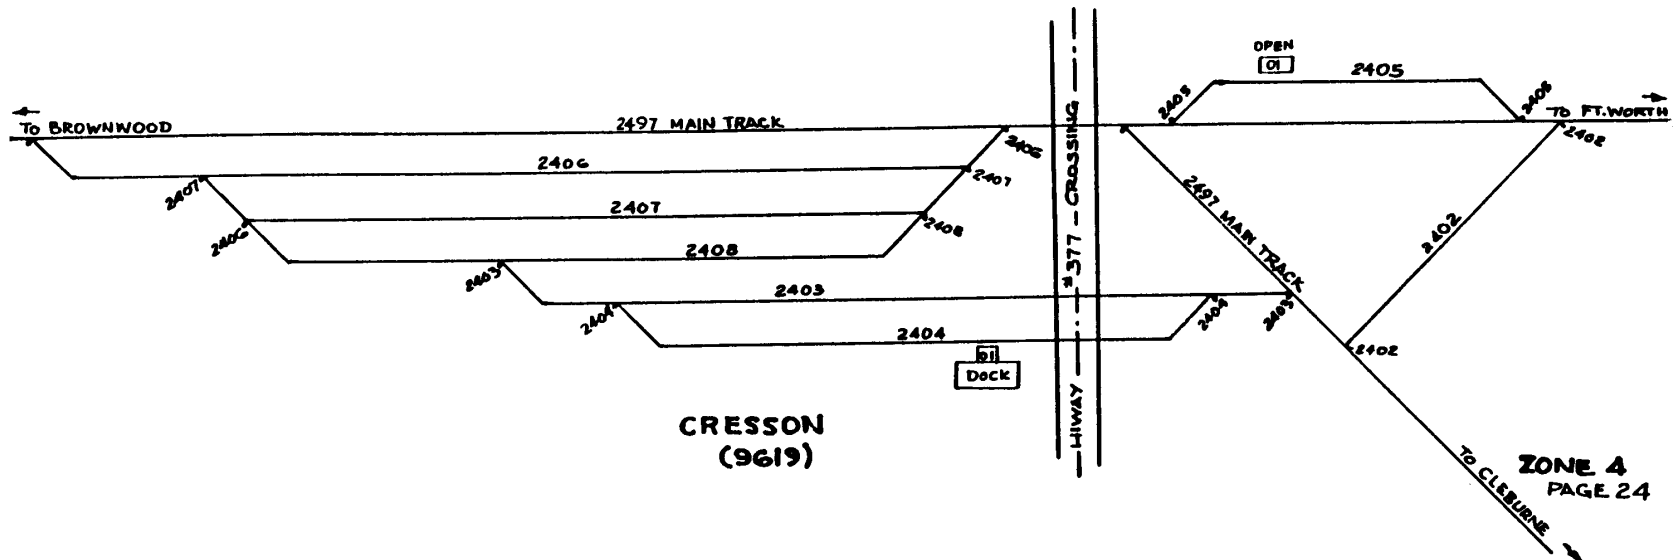 OPEN
01
2405
2405
2405
TO BROWNWOOD
2497 MAIN TRACK
TO FT. WORTH
2406
2402
2406
2407
2407
2497 MAIN TRACK
2407
2408
2406
2402
2408
HIWAY #377 CROSSING
2403
2403
2404
2404
2403
2404
2402
01
DOCK
CRESSON
(9619)
TO CLEBURNE
ZONE 4
PAGE 24